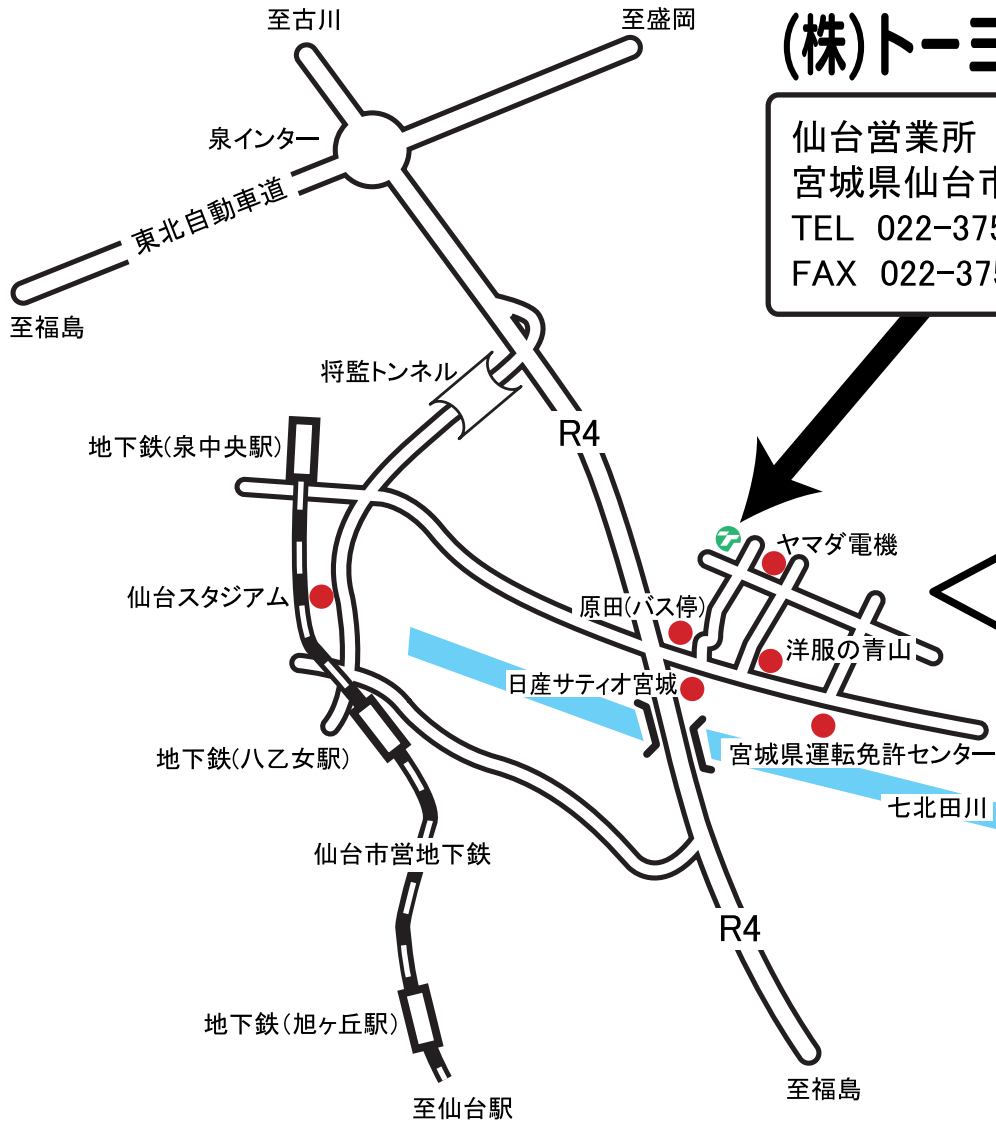 至古川
至盛岡
(株)トーヨ
泉インター
仙台営業所
宮城県仙台市
TEL 022-375
FAX 022-375
東北自動車道
至福島
将監トンネル
R4
地下鉄(泉中央駅)
ヤマダ電機
仙台スタジアム
原田(バス停)
洋服の青山
日産サティオ宮城
地下鉄(八乙女駅)
宮城県運転免許センター
七北田川
仙台市営地下鉄
R4
地下鉄(旭ヶ丘駅)
至福島
至仙台駅